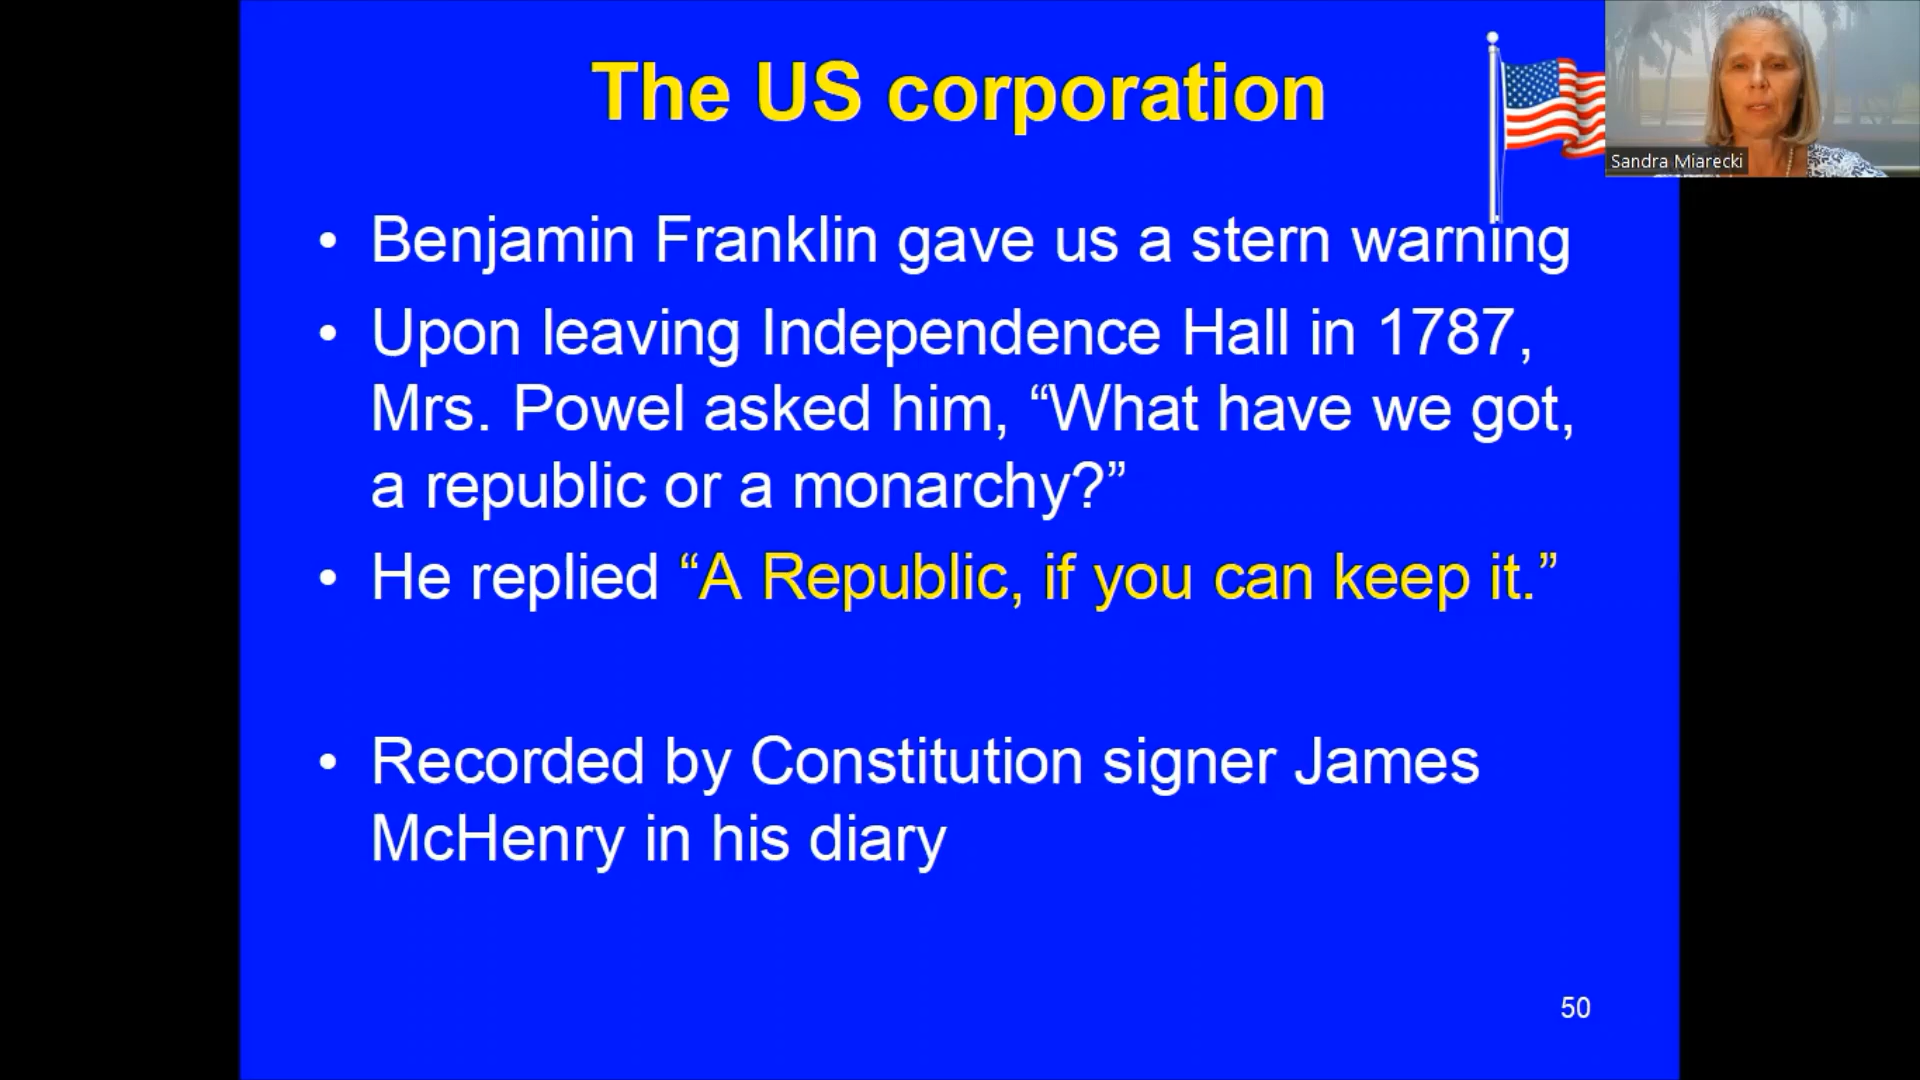 The US corporation
Sandra Miarecki
• Benjamin Franklin gave us a stern warning
• Upon leaving Independence Hall in 1787,
Mrs. Powel asked him, “What have we got,
a republic or a monarchy?”
• He replied “A Republic, if you can keep it.”
• Recorded by Constitution signer James
McHenry in his diary
50